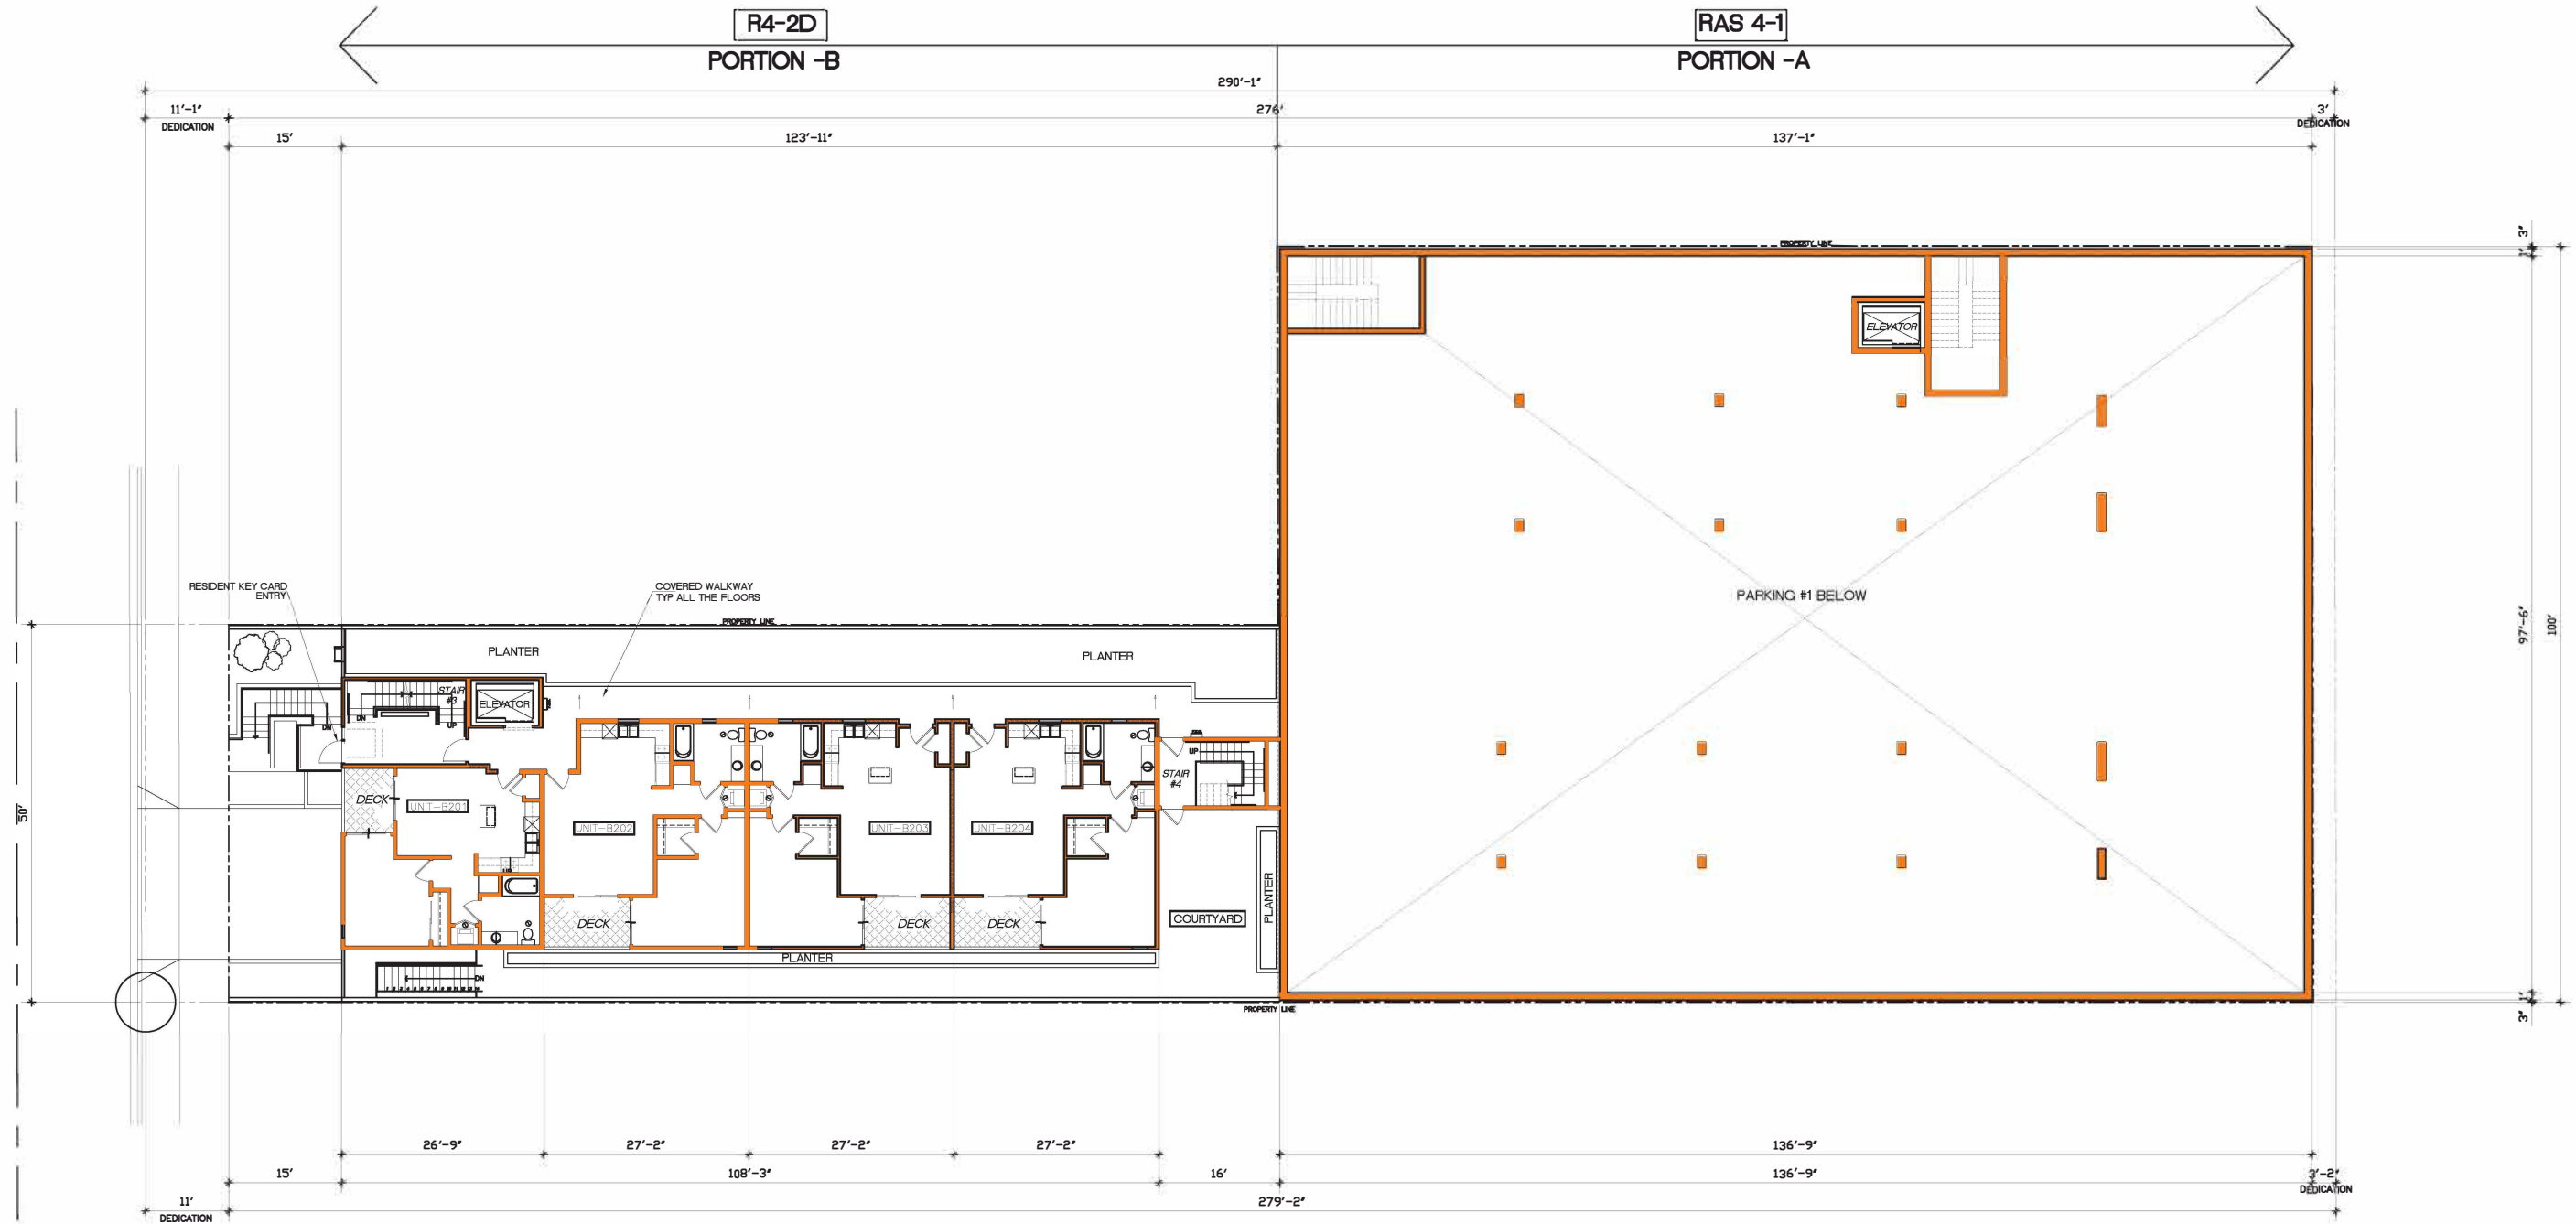 R4-2D
RAS 4-1
PORTION -B
PORTION -A
290'-1"
11'-1"
276'
3'
DEDICATION
DEDICATION
15'
123'-11"
137'-1"
PROPERTY LINE
3"
1'
ELEVATOR
RESIDENT KEY CARD
ENTRY
COVERED WALKWAY
TYP ALL THE FLOORS
PARKING #1 BELOW
97'-6"
100'
PROPERTY LINE
PLANTER
PLANTER
STAIR
#3
ELEVATOR
DN
DN
UP
UP
STAIR
#4
DECK
UNIT-B201
50'
UNIT-B202
UNIT-B203
UNIT-B204
UP
PLANTER
COURTYARD
DECK
DECK
DECK
PLANTER
DN
PROPERTY LINE
1'
3"
26'-9"
27'-2"
27'-2"
27'-2"
136'-9"
15'
108'-3"
16'
136'-9"
3'-2"
DEDICATION
11'
279'-2"
DEDICATION